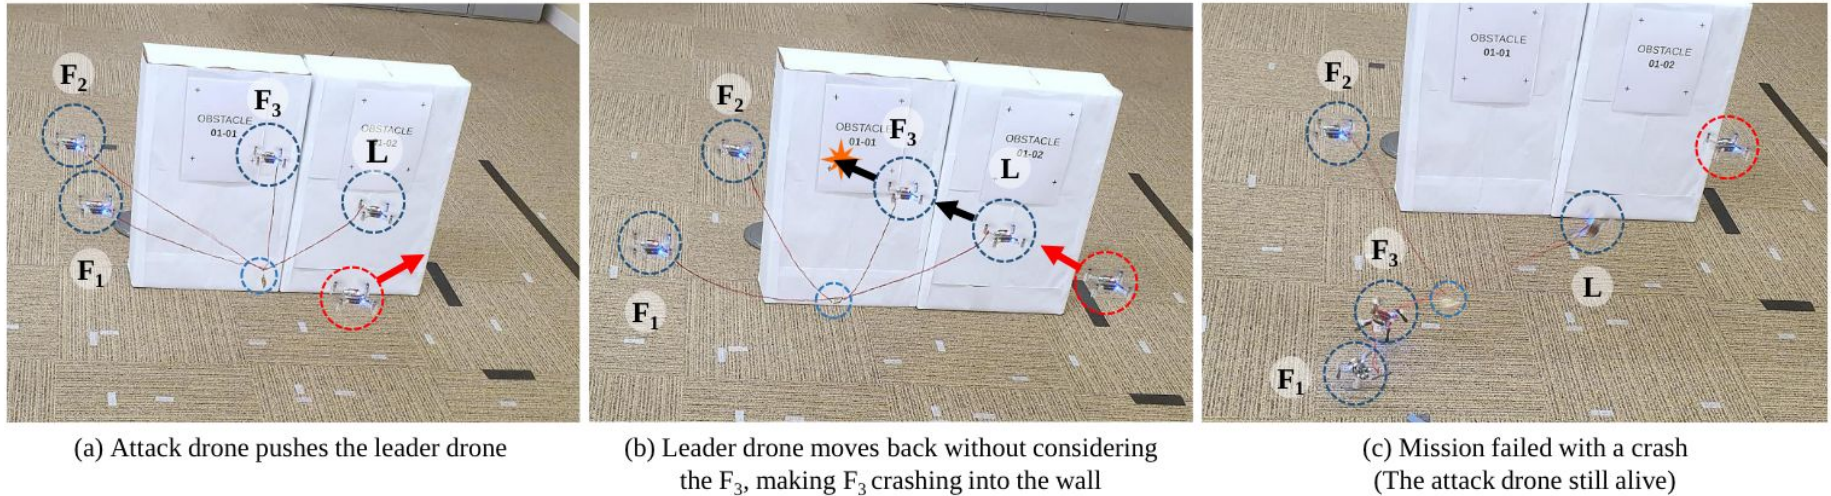 F2
F3
OBSTACLE
01-01
OBSTACLE
01-02
L
F1
(a) Attack drone pushes the leader drone
F2
OBSTACLE
01-01
F3
OBSTACLE
01-02
L
F1
(b) Leader drone moves back without considering
the F3, making F3 crashing into the wall
OBSTACLE
01-01
OBSTACLE
01-02
F2
F3
L
F1
(c) Mission failed with a crash
(The attack drone still alive)